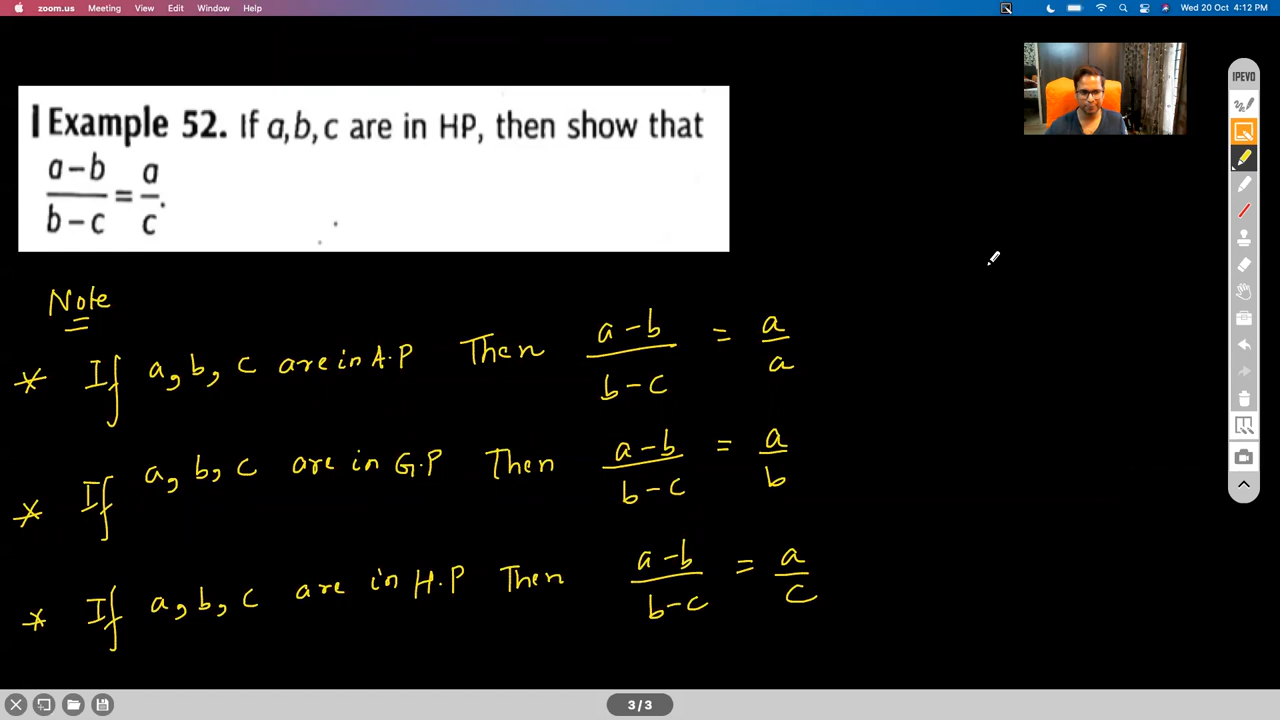 zoom.us Meeting View Edit Window Help Wed 20 Oct 4:12 PM
IPEVO
Example 52. If a, b, c are in HP, then show that
a – b / b – c = a / c.
Note
* If a, b, c are in A.P Then a – b / b – c = a / a
* If a, b, c are in G.P Then a – b / b – c = a / b
* If a, b, c are in H.P Then a – b / b – c = a / c
3/3